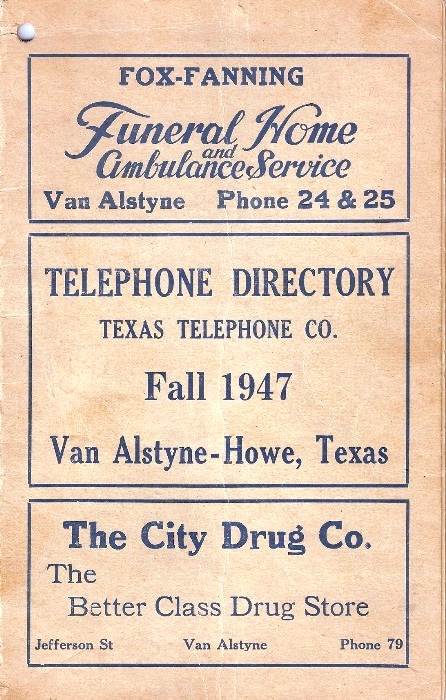 FOX-FANNING
Funeral Home
and
Ambulance Service
Van Alstyne Phone 24 & 25
TELEPHONE DIRECTORY
TEXAS TELEPHONE CO.
Fall 1947
Van Alstyne-Howe, Texas
The City Drug Co.
The
Better Class Drug Store
Jefferson St Van Alstyne Phone 79